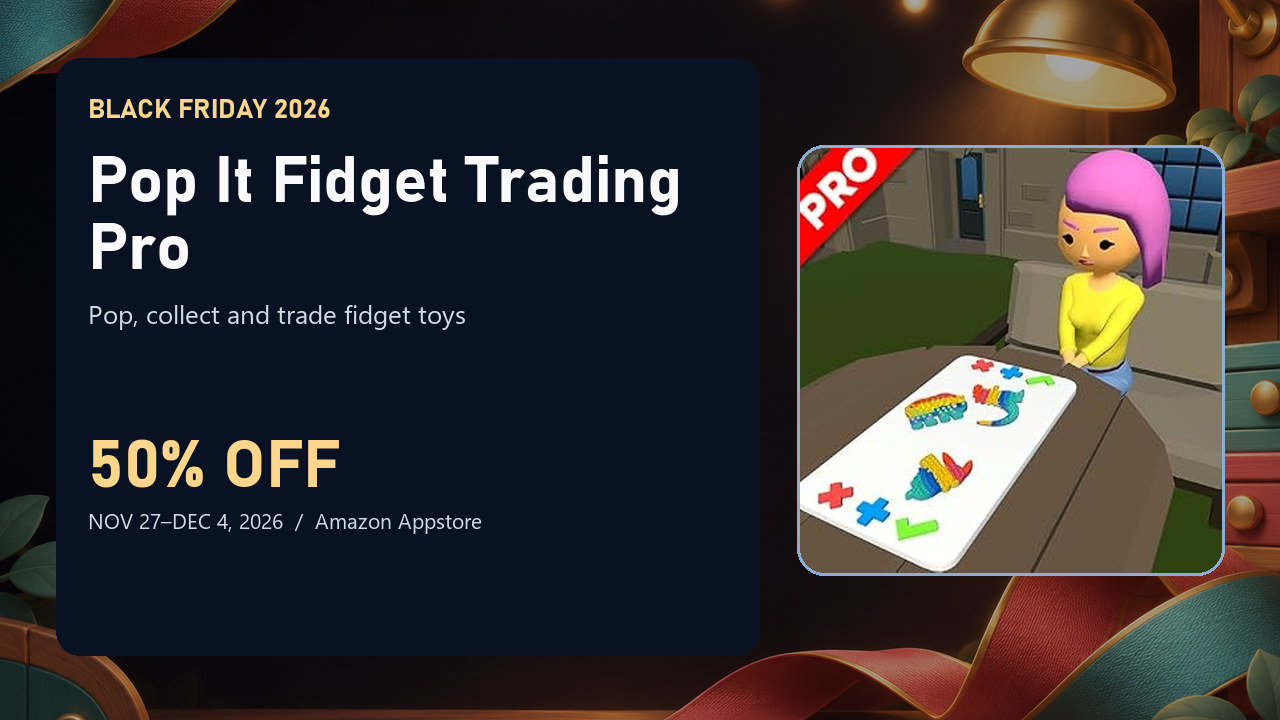 BLACK FRIDAY 2026
Pop It Fidget Trading
Pro
Pop, collect and trade fidget toys
50% OFF
NOV 27–DEC 4, 2026 / Amazon Appstore
PRO